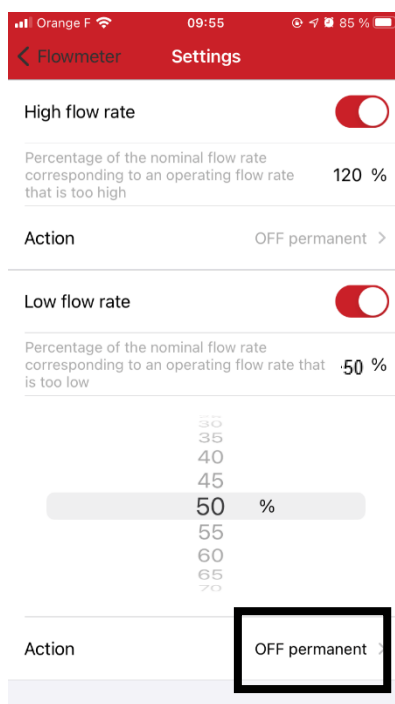 Orange F 09:55 85 %
Flowmeter Settings
High flow rate
Percentage of the nominal flow rate
corresponding to an operating flow rate
that is too high
120 %
Action OFF permanent >
Low flow rate
Percentage of the nominal flow rate
corresponding to an operating flow rate that
is too low
·50 %
30
35
40
45
50 %
55
60
65
70
Action OFF permanent >